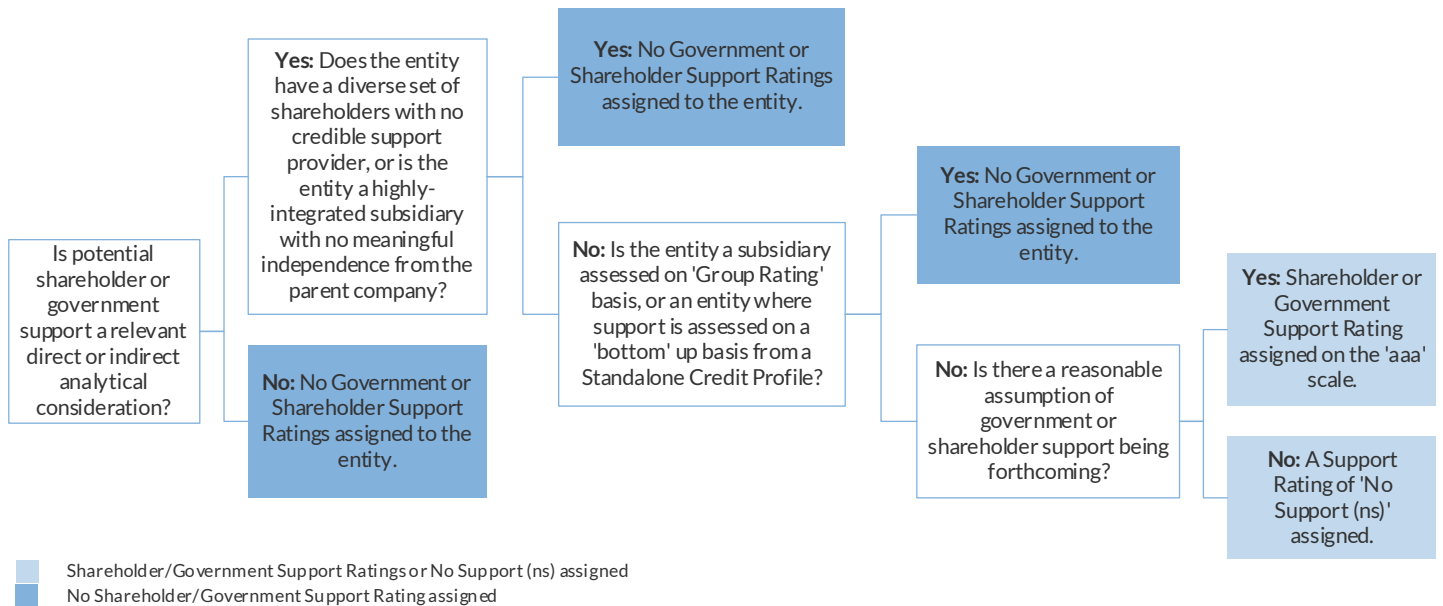 Is potential
shareholder or
government
support a relevant
direct or indirect
analytical
consideration?
Yes: Does the entity
have a diverse set of
shareholders with no
credible support
provider, or is the
entity a highly-
integrated subsidiary
with no meaningful
independence from the
parent company?
No: No Government or
Shareholder Support
Ratings assigned to the
entity.
Yes: No Government or
Shareholder Support Ratings
assigned to the entity.
No: Is the entity a subsidiary
assessed on 'Group Rating'
basis, or an entity where
support is assessed on a
'bottom' up basis from a
Standalone Credit Profile?
Yes: No Government or
Shareholder Support
Ratings assigned to the
entity.
No: Is there a reasonable
assumption of
government or
shareholder support being
forthcoming?
Yes: Shareholder or
Government
Support Rating
assigned on the 'aaa'
scale.
No: A Support
Rating of 'No
Support (ns)'
assigned.
Shareholder/Government Support Ratings or No Support (ns) assigned
No Shareholder/Government Support Rating assigned